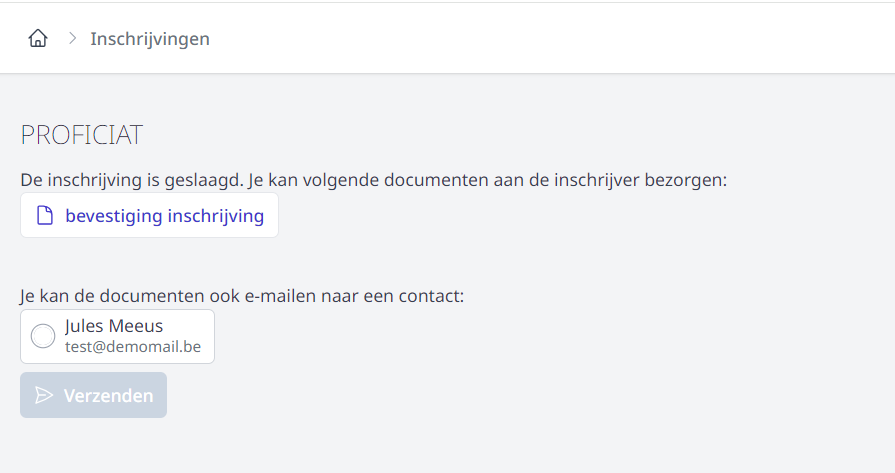 Inschrijvingen
PROFICIAT
De inschrijving is geslaagd. Je kan volgende documenten aan de inschrijver bezorgen:
bevestiging inschrijving
Je kan de documenten ook e-mailen naar een contact:
Jules Meeus
test@demomail.be
Verzenden